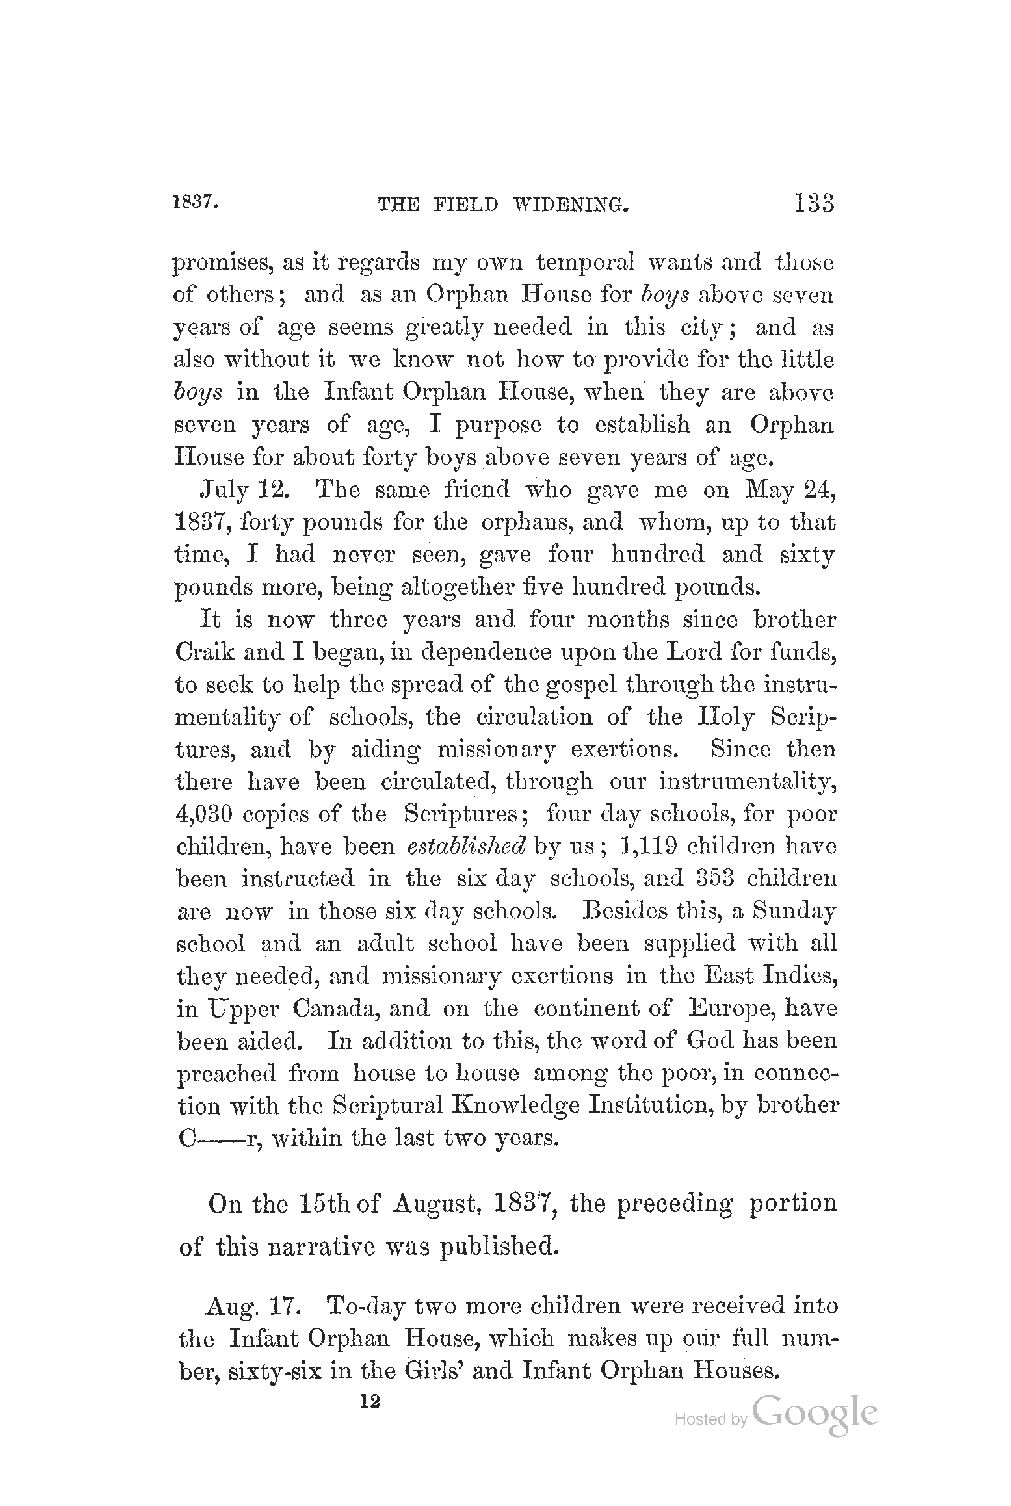 1837. THE FIELD WIDENING. 133
promises, as it regards my own temporal wants and those
of others; and as an Orphan House for boys above seven
years of age seems greatly needed in this city; and as
also without it we know not how to provide for the little
boys in the Infant Orphan House, when they are above
seven years of age, I purpose to establish an Orphan
House for about forty boys above seven years of age.
July 12. The same friend who gave me on May 24,
1837, forty pounds for the orphans, and whom, up to that
time, I had never seen, gave four hundred and sixty
pounds more, being altogether five hundred pounds.
It is now three years and four months since brother
Craik and I began, in dependence upon the Lord for funds,
to seek to help the spread of the gospel through the instru-
mentality of schools, the circulation of the Holy Scrip-
tures, and by aiding missionary exertions. Since then
there have been circulated, through our instrumentality,
4,030 copies of the Scriptures; four day schools, for poor
children, have been established by us; 1,119 children have
been instructed in the six day schools, and 353 children
are now in those six day schools. Besides this, a Sunday
school and an adult school have been supplied with all
they needed, and missionary exertions in the East Indies,
in Upper Canada, and on the continent of Europe, have
been aided. In addition to this, the word of God has been
preached from house to house among the poor, in connec-
tion with the Scriptural Knowledge Institution, by brother
C——r, within the last two years.
On the 15th of August, 1837, the preceding portion
of this narrative was published.
Aug. 17. To-day two more children were received into
the Infant Orphan House, which makes up our full num-
ber, sixty-six in the Girls' and Infant Orphan Houses.
12
Hosted by Google